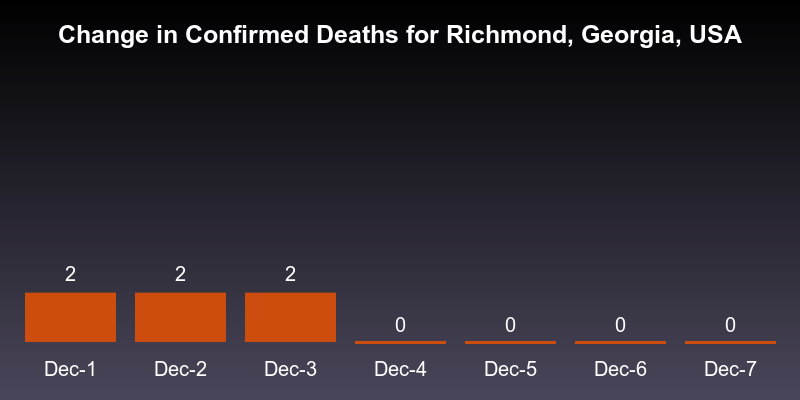 Change in Confirmed Deaths for Richmond, Georgia, USA
2 2 2 0 0 0 0
Dec-1 Dec-2 Dec-3 Dec-4 Dec-5 Dec-6 Dec-7